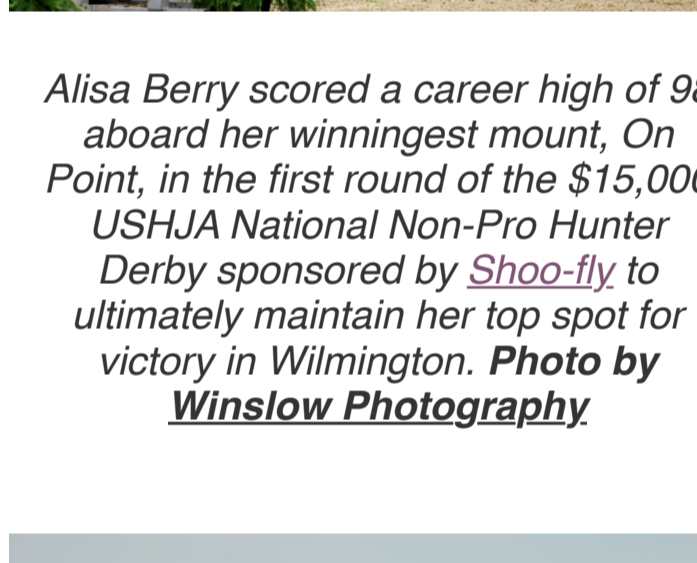 Alisa Berry scored a career high of
aboard her winningest mount, On
Point, in the first round of the
USHJA National Non-Pro Hunter
Derby sponsored by Shoo-fly to
ultimately maintain her top spot for
victory in Wilmington. Photo by
Winslow Photography